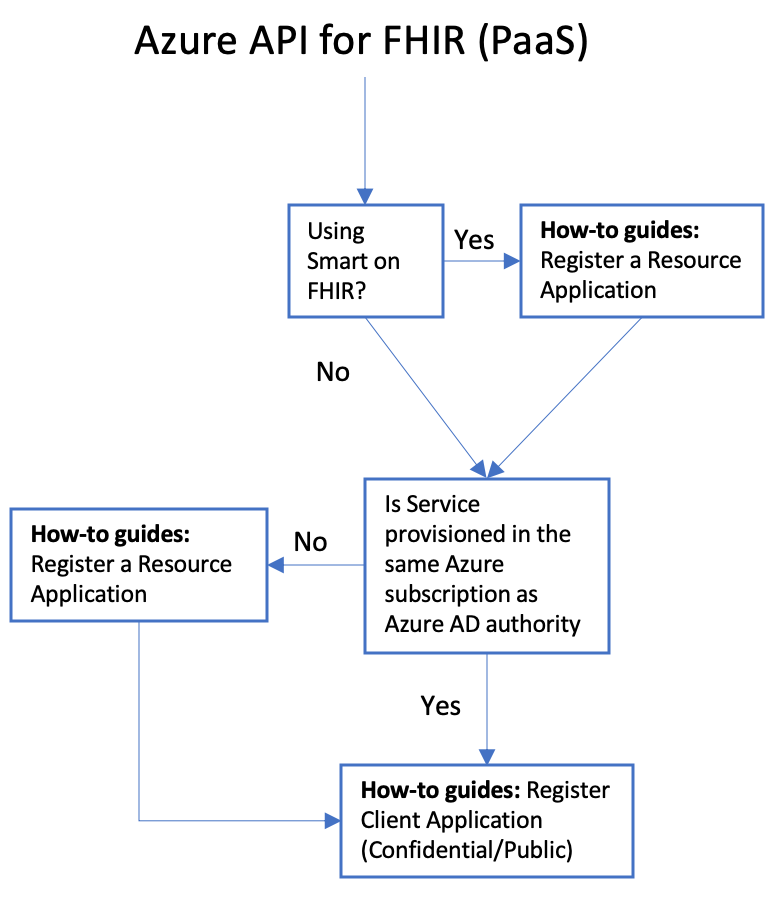 Azure API for FHIR (PaaS)
Using
Smart on
FHIR?
Yes
How-to guides:
Register a Resource
Application
No
Is Service
provisioned in the
same Azure
subscription as
Azure AD authority
No
How-to guides:
Register a Resource
Application
Yes
How-to guides: Register
Client Application
(Confidential/Public)